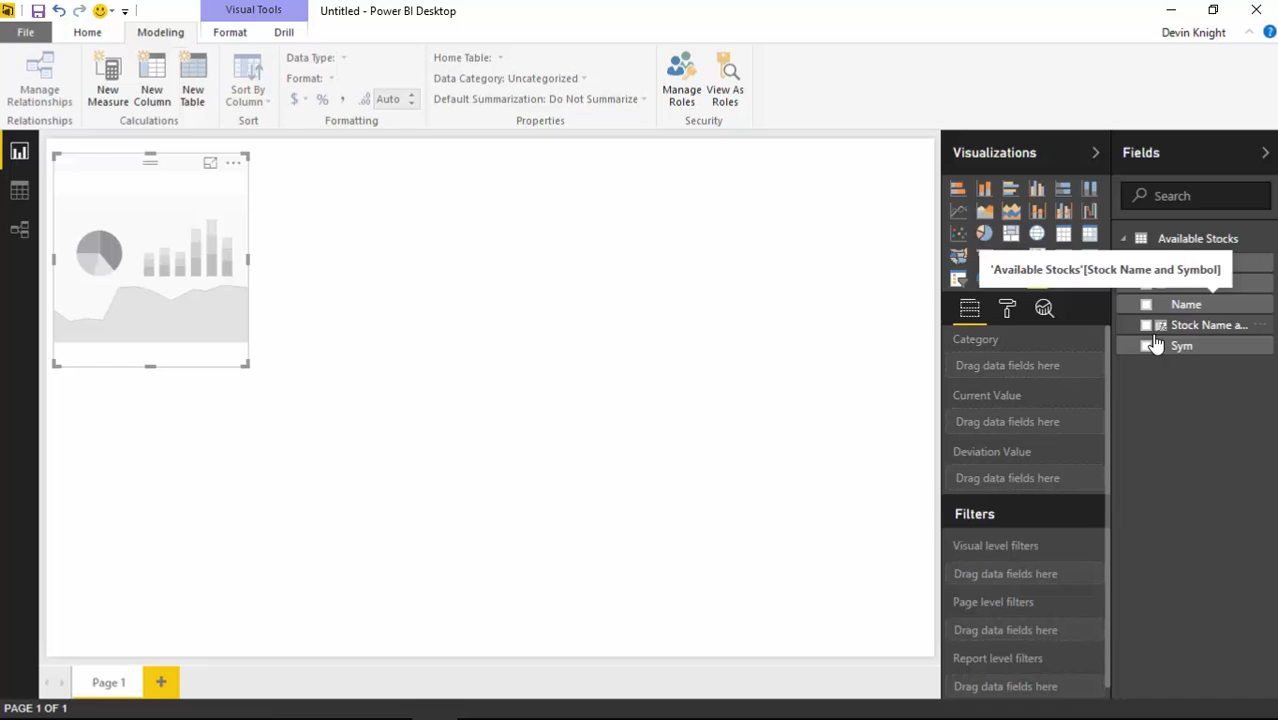 Visual Tools
Untitled - Power BI Desktop
File
Home
Modeling
Format
Drill
Devin Knight
Manage
Relationships
New
Measure
New
Column
New
Table
Sort By
Column
Data Type:
Format:
$ % , .00 Auto
Home Table:
Data Category: Uncategorized
Default Summarization: Do Not Summarize
Manage
Roles
View As
Roles
Relationships
Calculations
Sort
Formatting
Properties
Security
Visualizations
Fields
Search
Available Stocks
'Available Stocks'[Stock Name and Symbol]
Name
Stock Name a...
Sym
Category
Drag data fields here
Current Value
Drag data fields here
Deviation Value
Drag data fields here
Filters
Visual level filters
Drag data fields here
Page level filters
Drag data fields here
Report level filters
Drag data fields here
Page 1
PAGE 1 OF 1